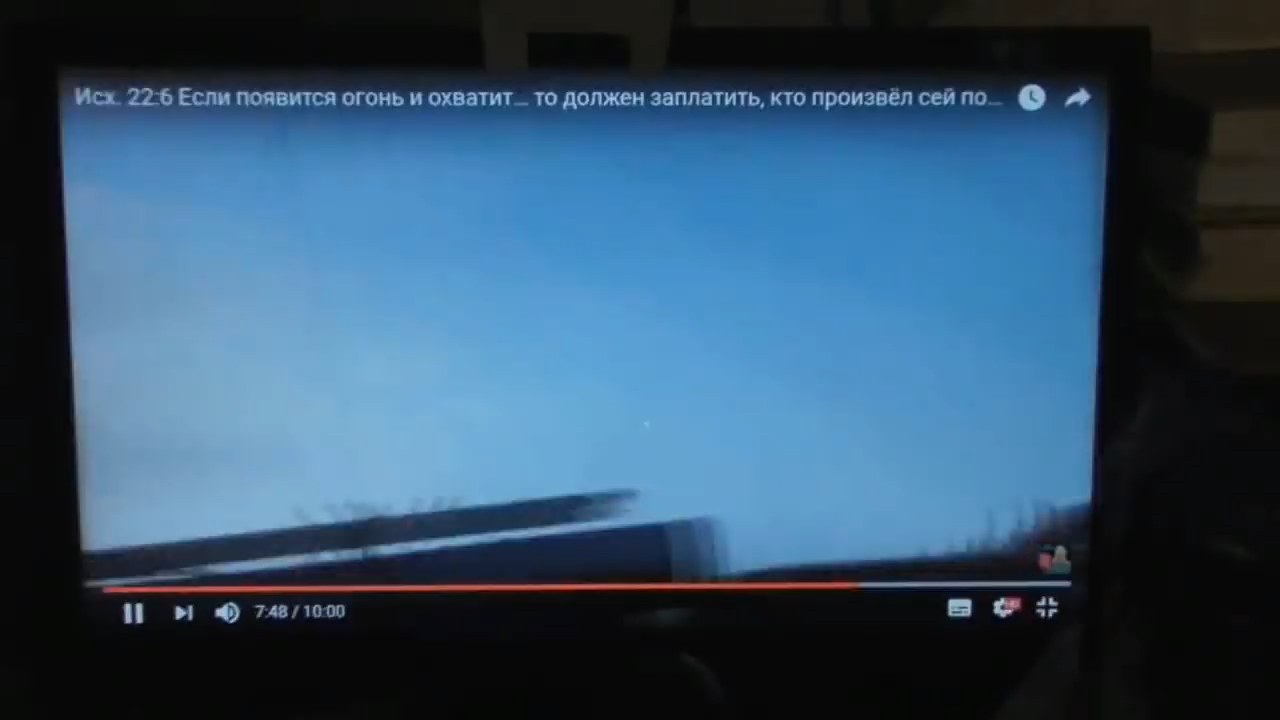 Исх. 22:6 Если появится огонь и охватит... то должен заплатить, кто произвёл сей по...
7:48 / 10:00